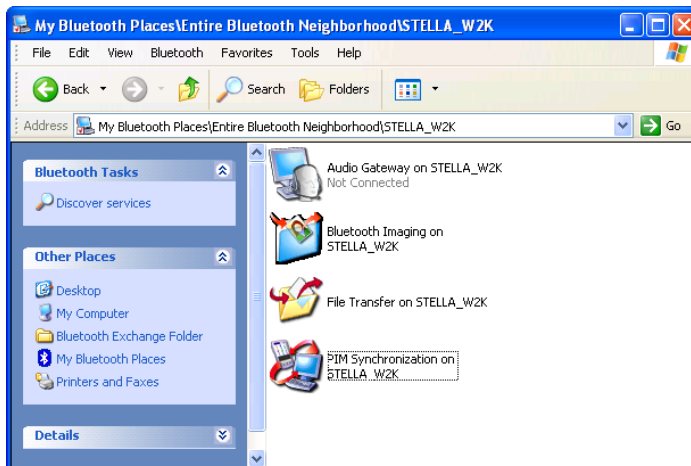 My Bluetooth Places\Entire Bluetooth Neighborhood\STELLA_W2K
File Edit View Bluetooth Favorites Tools Help
Back Search Folders
Address My Bluetooth Places\Entire Bluetooth Neighborhood\STELLA_W2K Go
Bluetooth Tasks
Discover services
Other Places
Desktop
My Computer
Bluetooth Exchange Folder
My Bluetooth Places
Printers and Faxes
Details
Audio Gateway on STELLA_W2K
Not Connected
Bluetooth Imaging on
STELLA_W2K
File Transfer on STELLA_W2K
PIM Synchronization on
STELLA_W2K